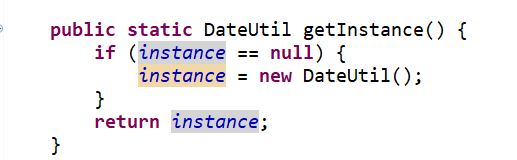 public static DateUtil getInstance() {
if (instance == null) {
instance = new DateUtil();
}
return instance;
}